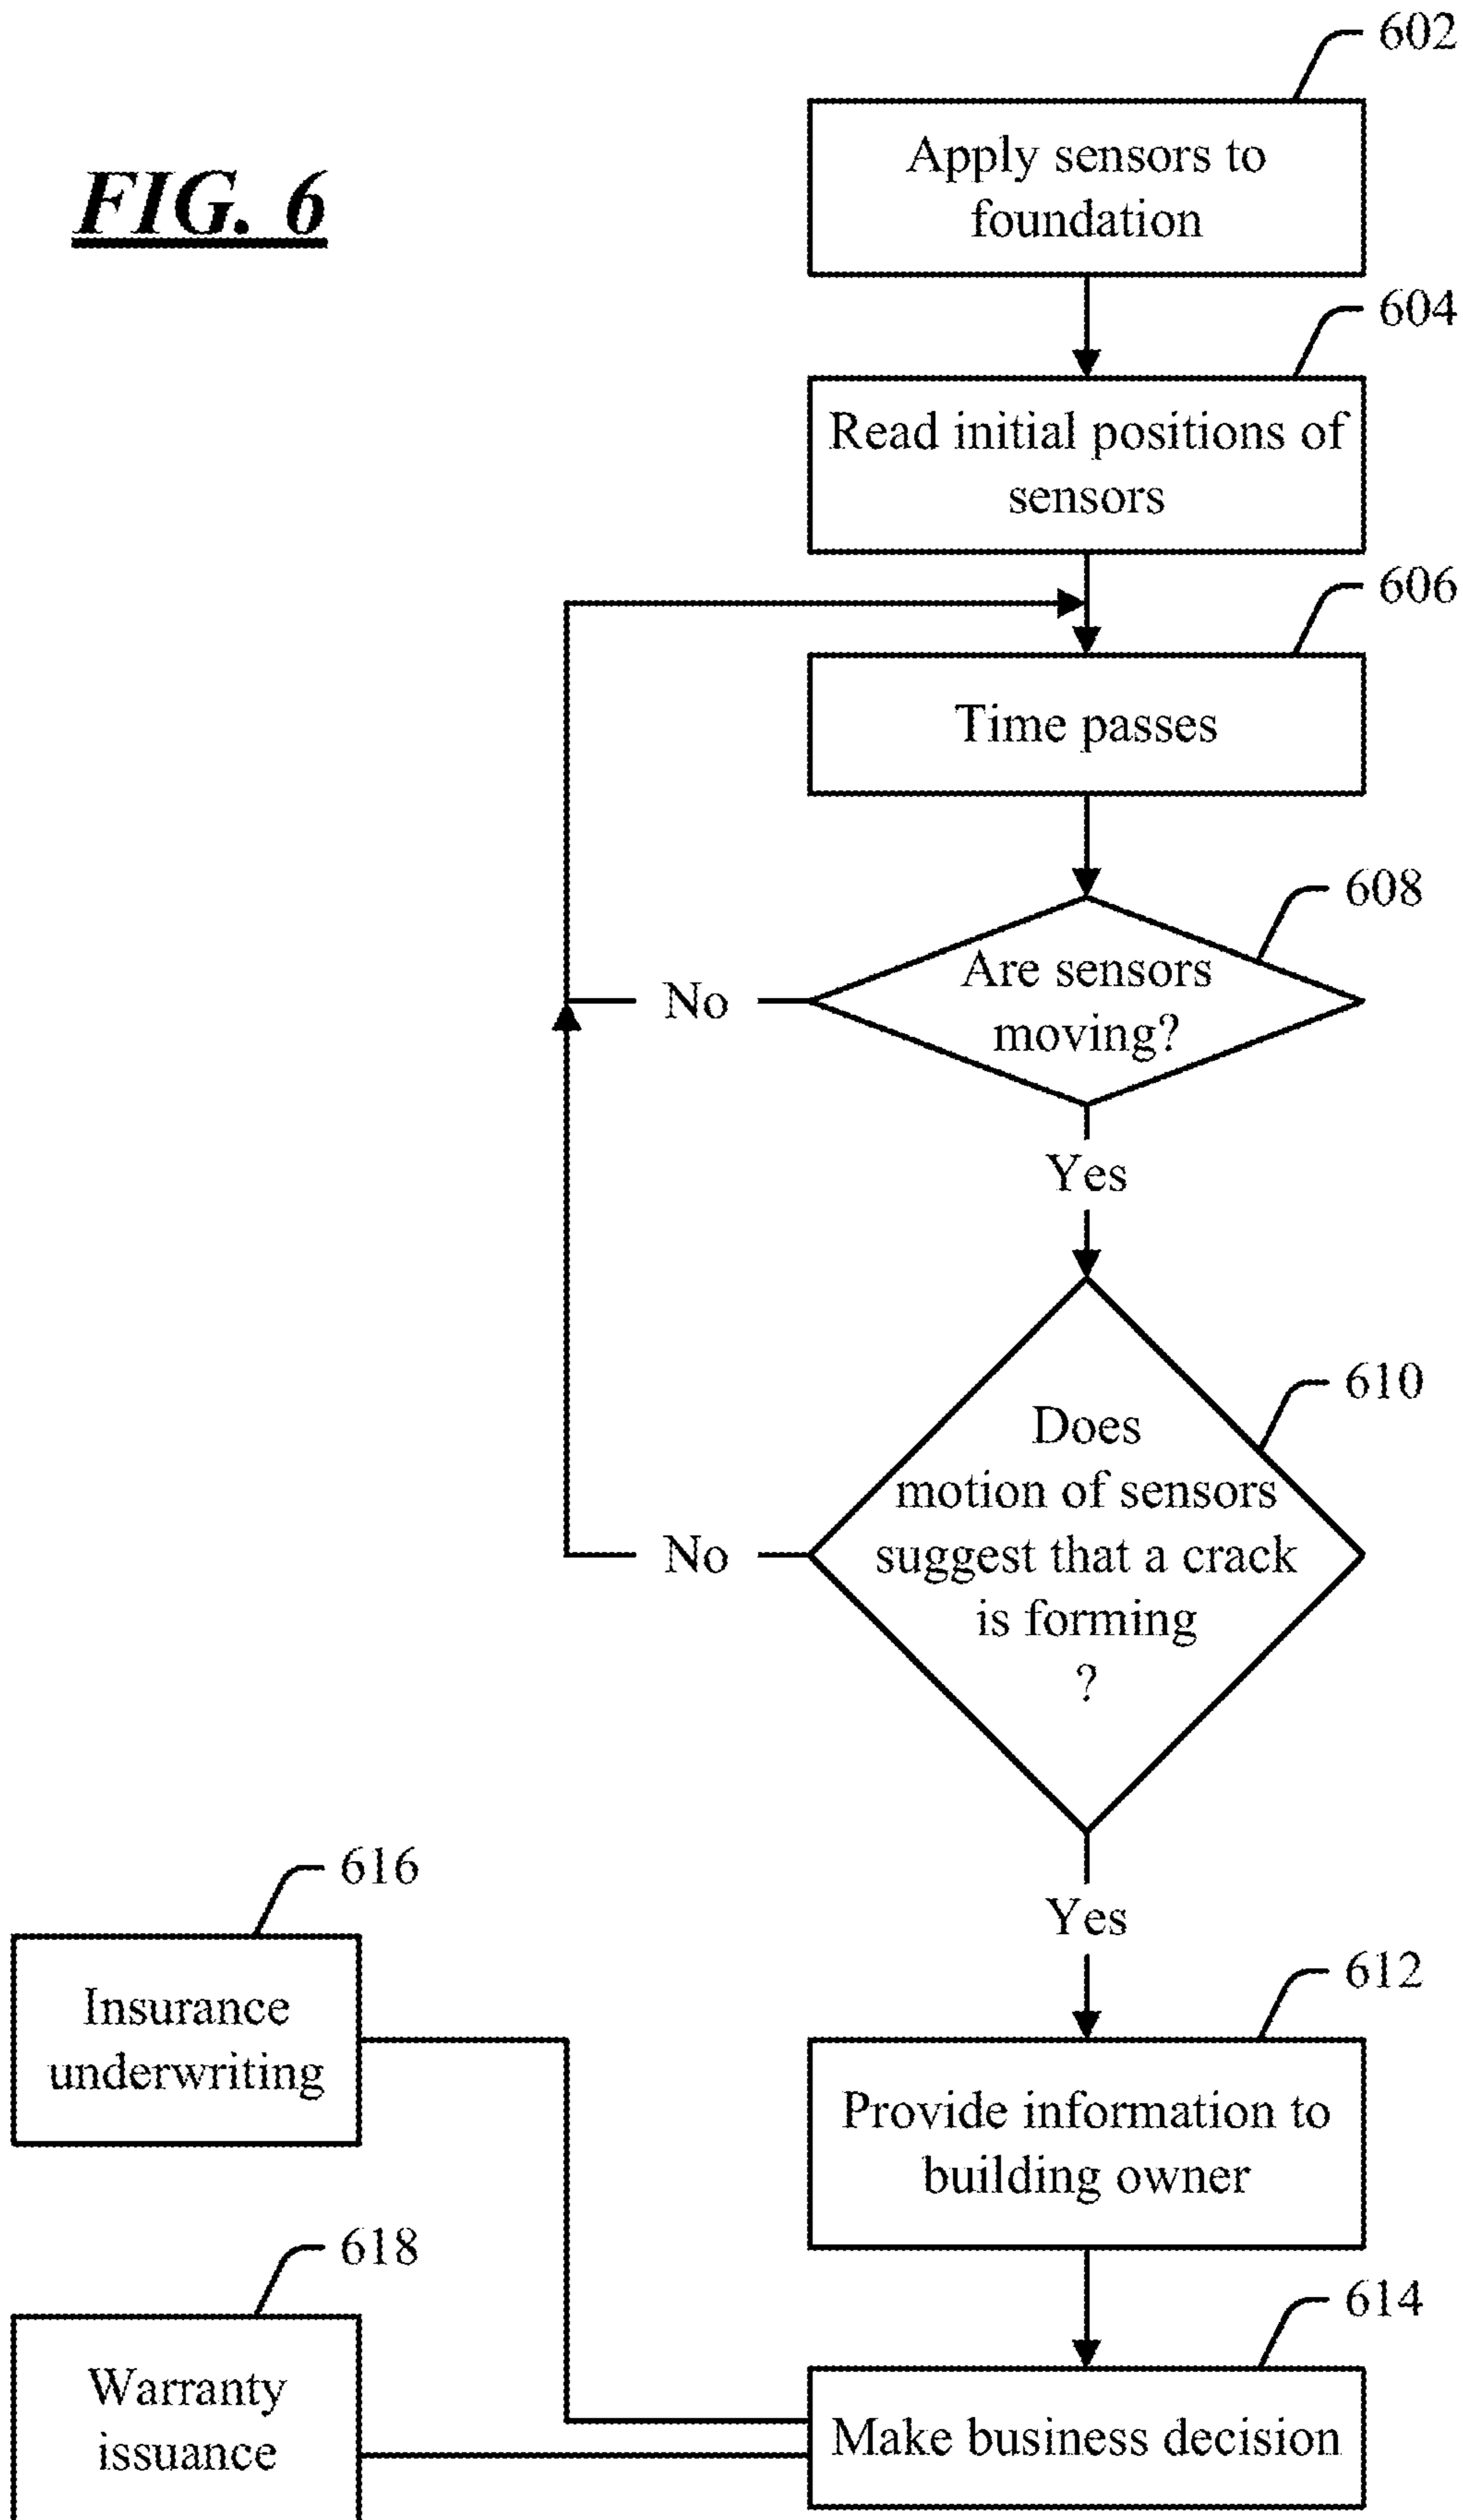 FIG. 6
602
Apply sensors to
foundation
604
Read initial positions of
sensors
606
Time passes
608
Are sensors
moving?
No
Yes
610
Does
motion of sensors
suggest that a crack
is forming
?
No
Yes
612
Provide information to
building owner
614
Make business decision
616
Insurance
underwriting
618
Warranty
issuance